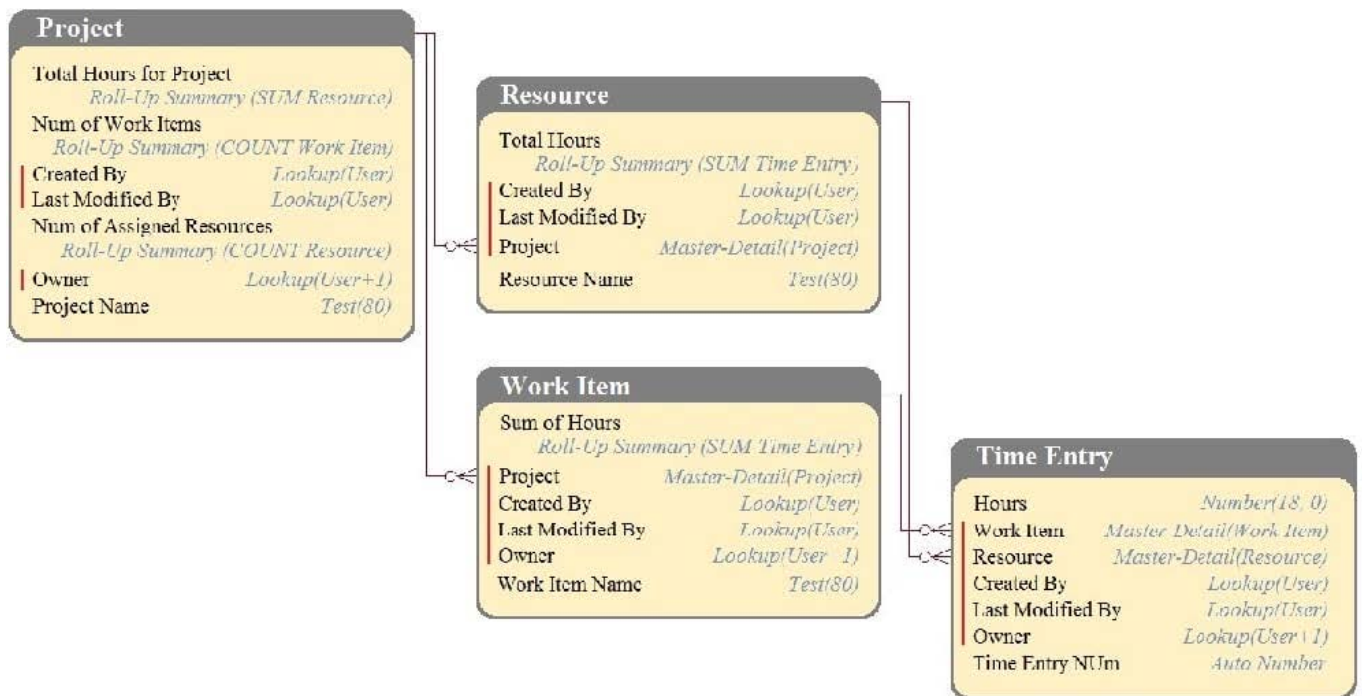 Project
Total Hours for Project
Roll-Up Summary (SUM Resource)
Num of Work Items
Roll-Up Summary (COUNT Work Item)
Created By Lookup(User)
Last Modified By Lookup(User)
Num of Assigned Resources
Roll-Up Summary (COUNT Resource)
Owner Lookup(User+1)
Project Name Test(80)
Resource
Total Hours
Roll-Up Summary (SUM Time Entry)
Created By Lookup(User)
Last Modified By Lookup(User)
Project Master-Detail(Project)
Resource Name Test(80)
Work Item
Sum of Hours
Roll-Up Summary (SUM Time Entry)
Project Master-Detail(Project)
Created By Lookup(User)
Last Modified By Lookup(User)
Owner Lookup(User 1)
Work Item Name Test(80)
Time Entry
Hours Number(18, 0)
Work Item Master Detail(Work Item)
Resource Master-Detail(Resource)
Created By Lookup(User)
Last Modified By Lookup(User)
Owner Lookup(User+1)
Time Entry NUm Auto Number